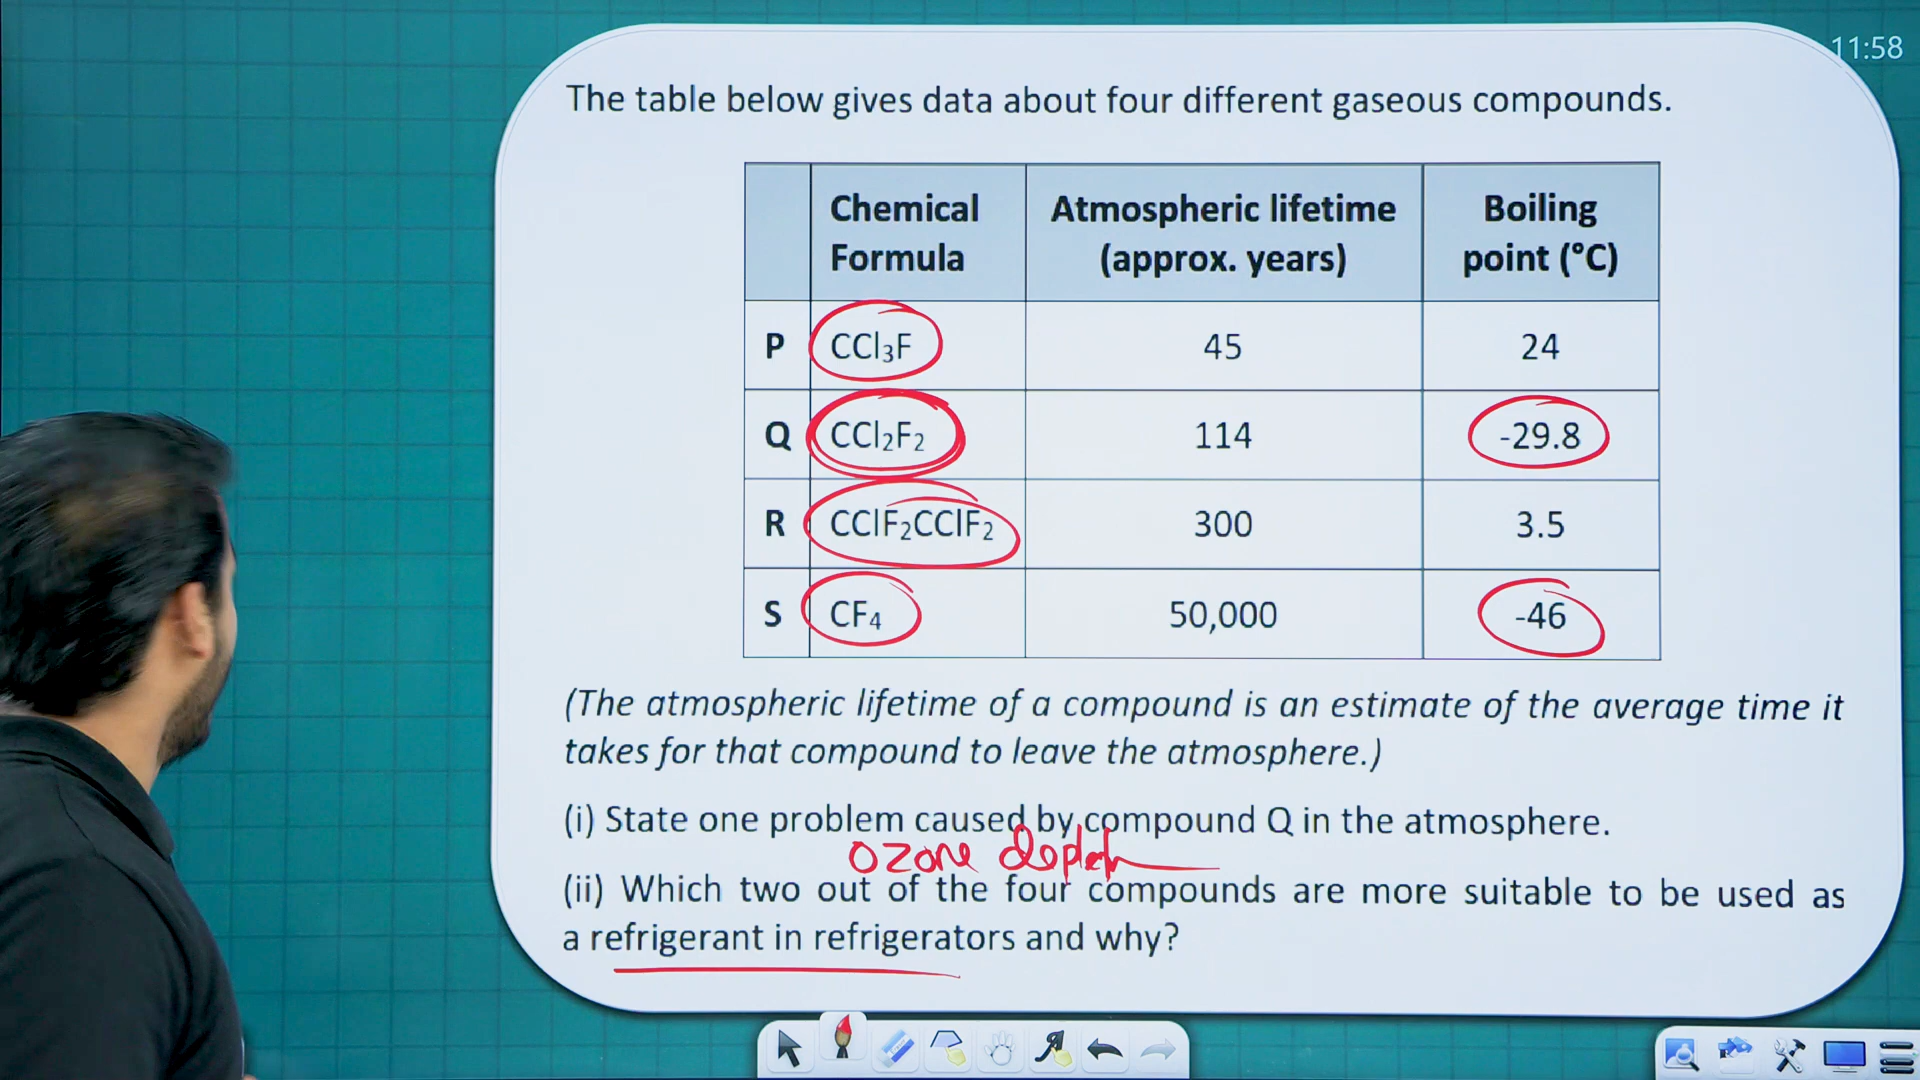 11:58
The table below gives data about four different gaseous compounds.
Chemical Formula Atmospheric lifetime (approx. years) Boiling point (°C)
P CCl₃F 45 24
Q CCl₂F₂ 114 -29.8
R CClF₂CClF₂ 300 3.5
S CF₄ 50,000 -46
(The atmospheric lifetime of a compound is an estimate of the average time it
takes for that compound to leave the atmosphere.)
(i) State one problem caused by compound Q in the atmosphere.
ozone
(ii) Which two out of the four compounds are more suitable to be used as
a refrigerant in refrigerators and why?